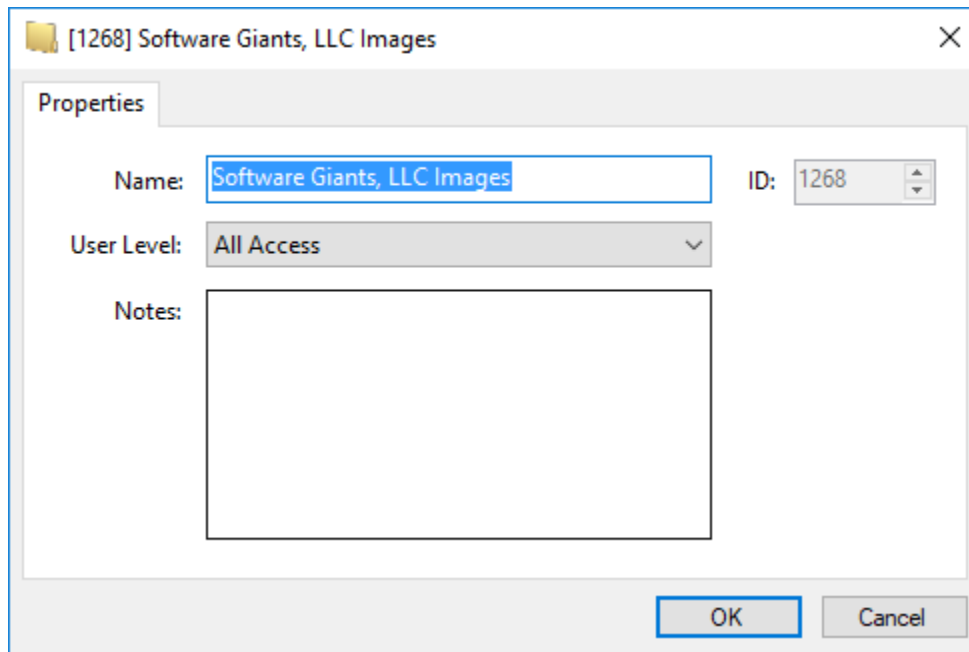 [1268] Software Giants, LLC Images
Properties
Name: Software Giants, LLC Images ID: 1268
User Level: All Access
Notes:
OK Cancel